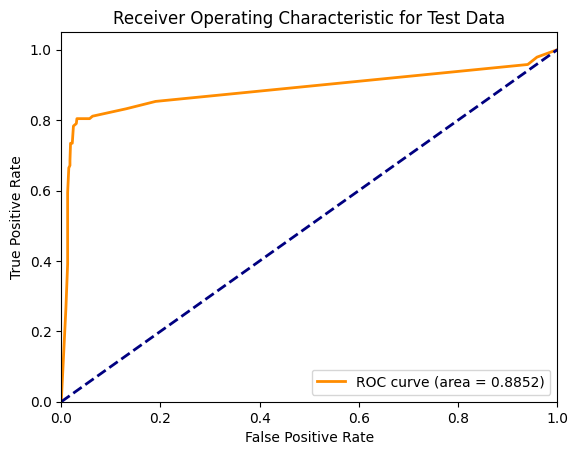 Receiver Operating Characteristic for Test Data
True Positive Rate
1.0
0.8
0.6
0.4
0.2
0.0
ROC curve (area = 0.8852)
0.0 0.2 0.4 0.6 0.8 1.0
False Positive Rate